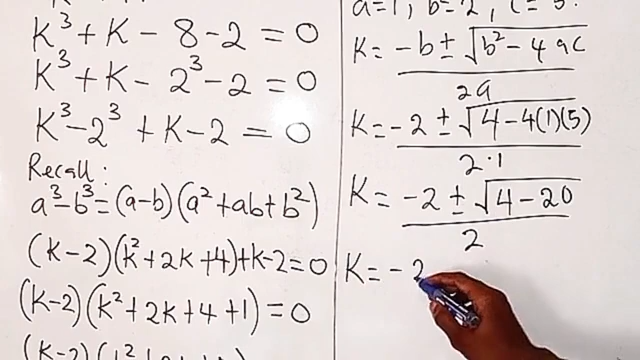 K³ + K - 8 - 2 = 0
K³ + K - 2³ - 2 = 0
K³ - 2³ + K - 2 = 0
Recall:
a³ - b³ = (a-b)(a² + ab + b²)
(K-2)(K² + 2K + 4) + K - 2 = 0
(K-2)(K² + 2K + 4 + 1) = 0
a = 1, b = 2, c = 5.
K = -b ± √(b² - 4ac) / 2a
K = -2 ± √(4 - 4(1)(5)) / 2·1
K = -2 ± √(4 - 20) / 2
K = - 2